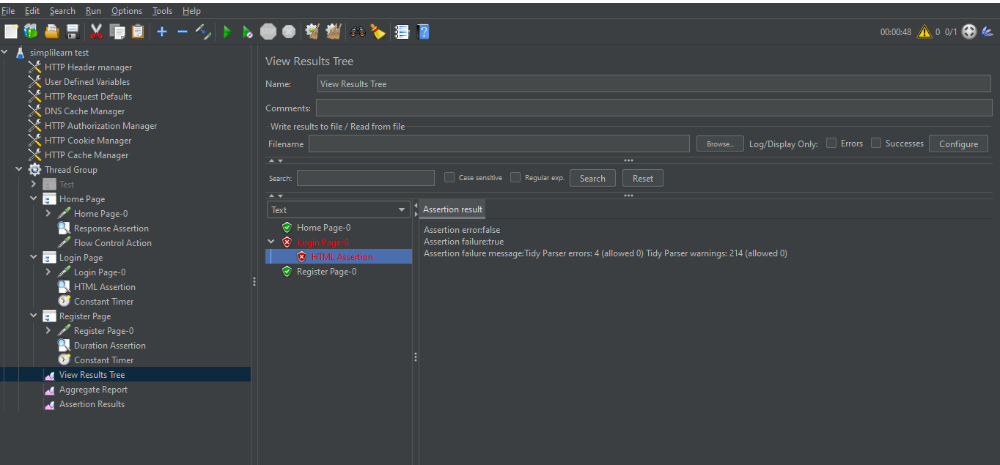 File Edit Search Run Options Tools Help
STOP 00:00:48 0 0/1
simplilearn test
HTTP Header manager
User Defined Variables
HTTP Request Defaults
DNS Cache Manager
HTTP Authorization Manager
HTTP Cookie Manager
HTTP Cache Manager
Thread Group
Test
Home Page
Home Page-0
Response Assertion
Flow Control Action
Login Page
Login Page-0
HTML Assertion
Constant Timer
Register Page
Register Page-0
Duration Assertion
Constant Timer
View Results Tree
Aggregate Report
Assertion Results
View Results Tree
Name: View Results Tree
Comments:
Write results to file / Read from file
Filename Browse... Log/Display Only: Errors Successes Configure
Search: Case sensitive Regular exp. Search Reset
Text
Home Page-0
Login Page-0
HTML Assertion
Register Page-0
Assertion result
Assertion error:false
Assertion failure:true
Assertion failure message:Tidy Parser errors: 4 (allowed 0) Tidy Parser warnings: 214 (allowed 0)